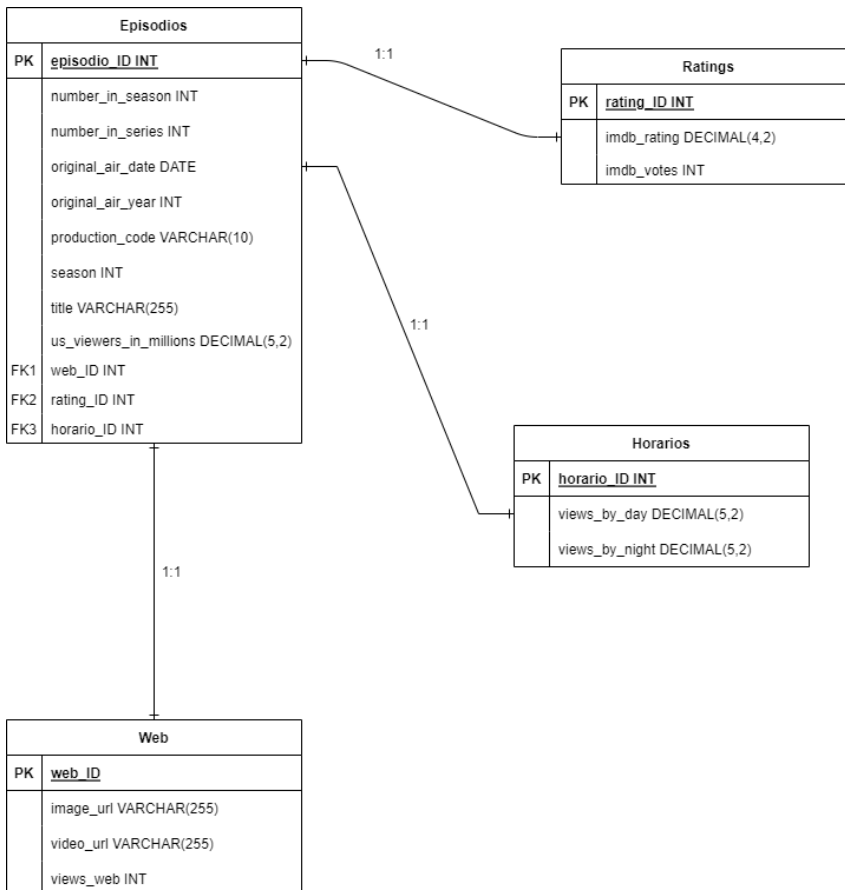 Episodios
PK episodio_ID INT
number_in_season INT
number_in_series INT
original_air_date DATE
original_air_year INT
production_code VARCHAR(10)
season INT
title VARCHAR(255)
us_viewers_in_millions DECIMAL(5,2)
FK1 web_ID INT
FK2 rating_ID INT
FK3 horario_ID INT
1:1
Ratings
PK rating_ID INT
imdb_rating DECIMAL(4,2)
imdb_votes INT
1:1
Horarios
PK horario_ID INT
views_by_day DECIMAL(5,2)
views_by_night DECIMAL(5,2)
1:1
Web
PK web_ID
image_url VARCHAR(255)
video_url VARCHAR(255)
views_web INT